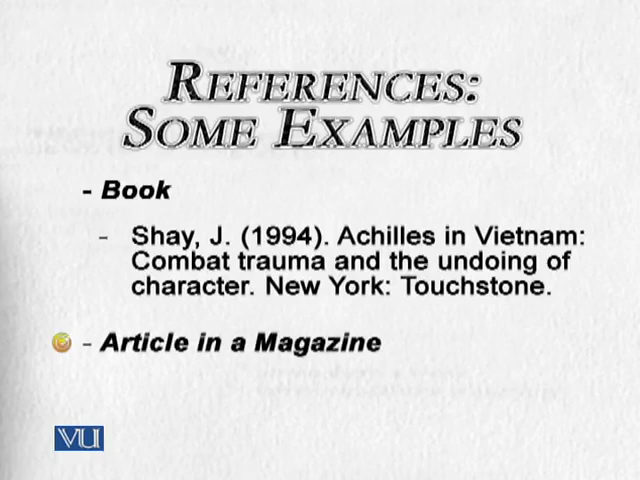 REFERENCES:
SOME EXAMPLES
- Book
- Shay, J. (1994). Achilles in Vietnam:
Combat trauma and the undoing of
character. New York: Touchstone.
- Article in a Magazine
VU